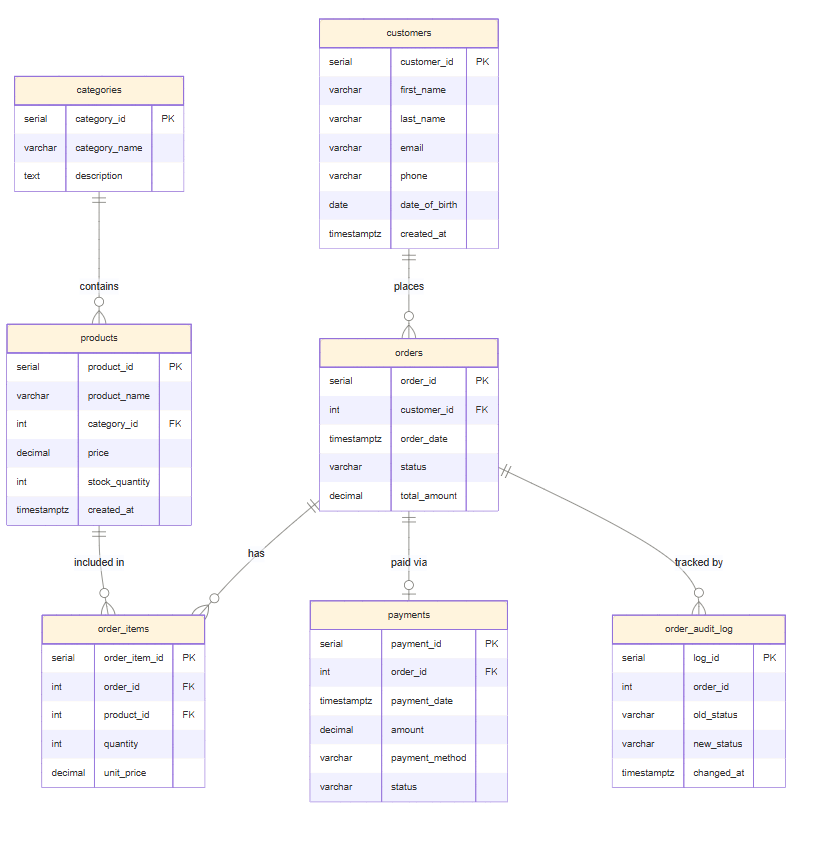 customers
serial customer_id PK
varchar first_name
varchar last_name
varchar email
varchar phone
date date_of_birth
timestamptz created_at
categories
serial category_id PK
varchar category_name
text description
contains
places
products
serial product_id PK
varchar product_name
int category_id FK
decimal price
int stock_quantity
timestamptz created_at
orders
serial order_id PK
int customer_id FK
timestamptz order_date
varchar status
decimal total_amount
included in
has
paid via
tracked by
order_items
serial order_item_id PK
int order_id FK
int product_id FK
int quantity
decimal unit_price
payments
serial payment_id PK
int order_id FK
timestamptz payment_date
decimal amount
varchar payment_method
varchar status
order_audit_log
serial log_id PK
int order_id
varchar old_status
varchar new_status
timestamptz changed_at